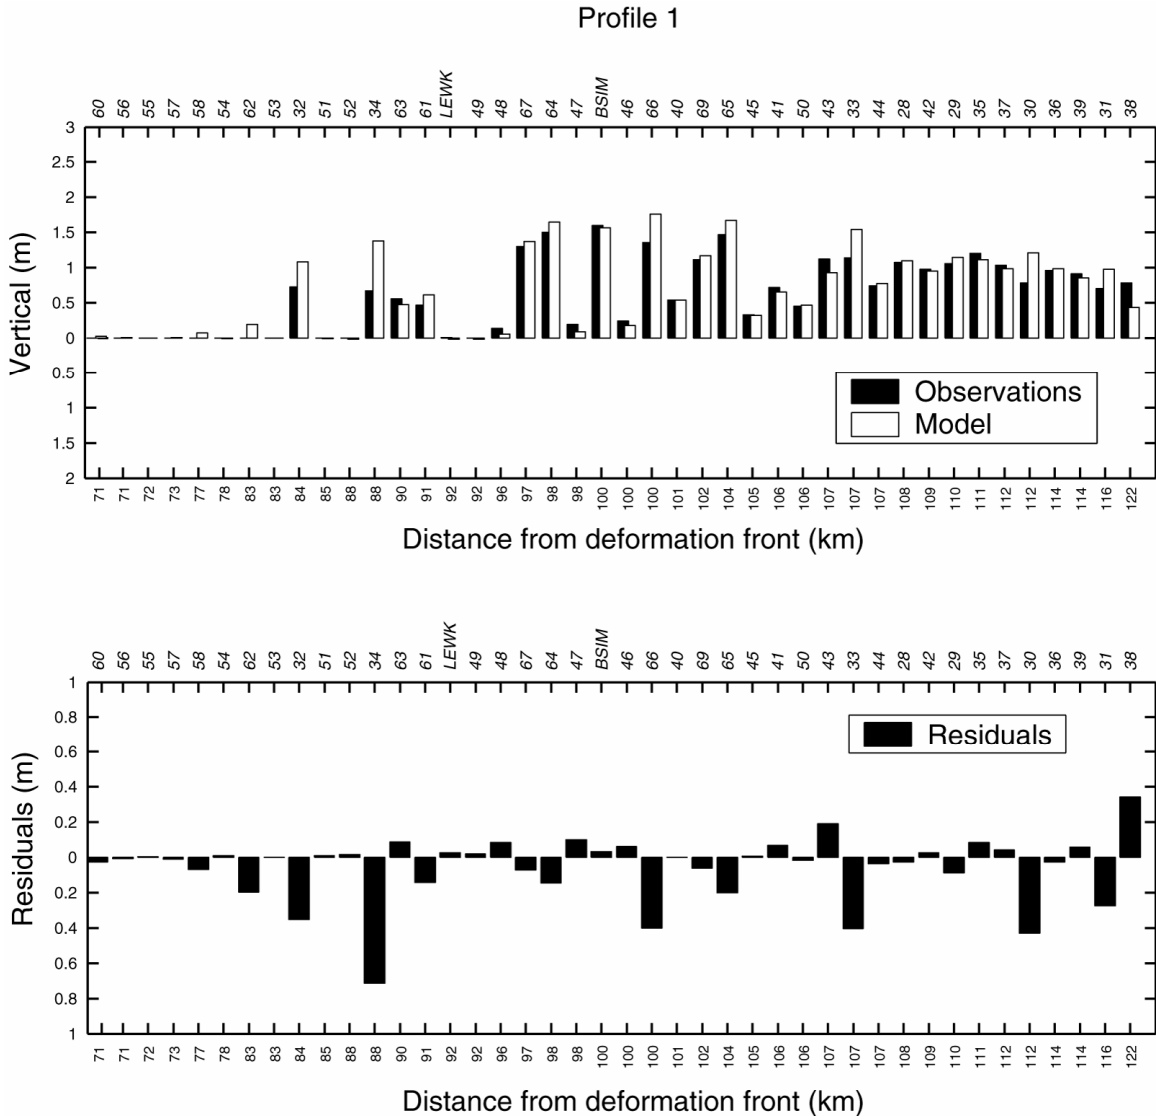 Profile 1
60 56 55 57 58 54 62 53 32 51 52 34 63 61 LEWK 49 48 67 64 47 BSIM 46 66 40 69 65 45 41 50 43 33 44 28 42 29 35 37 30 36 39 31 38
3
2.5
2
1.5
1
0.5
0
0.5
1
1.5
2
Vertical (m)
Observations
Model
71 71 72 73 77 78 83 83 84 85 88 88 90 91 92 92 96 97 98 98 100 100 100 101 102 104 105 106 106 107 107 107 108 109 110 111 112 112 114 114 116 122
Distance from deformation front (km)
60 56 55 57 58 54 62 53 32 51 52 34 63 61 LEWK 49 48 67 64 47 BSIM 46 66 40 69 65 45 41 50 43 33 44 28 42 29 35 37 30 36 39 31 38
1
0.8
0.6
0.4
0.2
0
0.2
0.4
0.6
0.8
1
Residuals (m)
Residuals
71 71 72 73 77 78 83 83 84 85 88 88 90 91 92 92 96 97 98 98 100 100 100 101 102 104 105 106 106 107 107 107 108 109 110 111 112 112 114 114 116 122
Distance from deformation front (km)